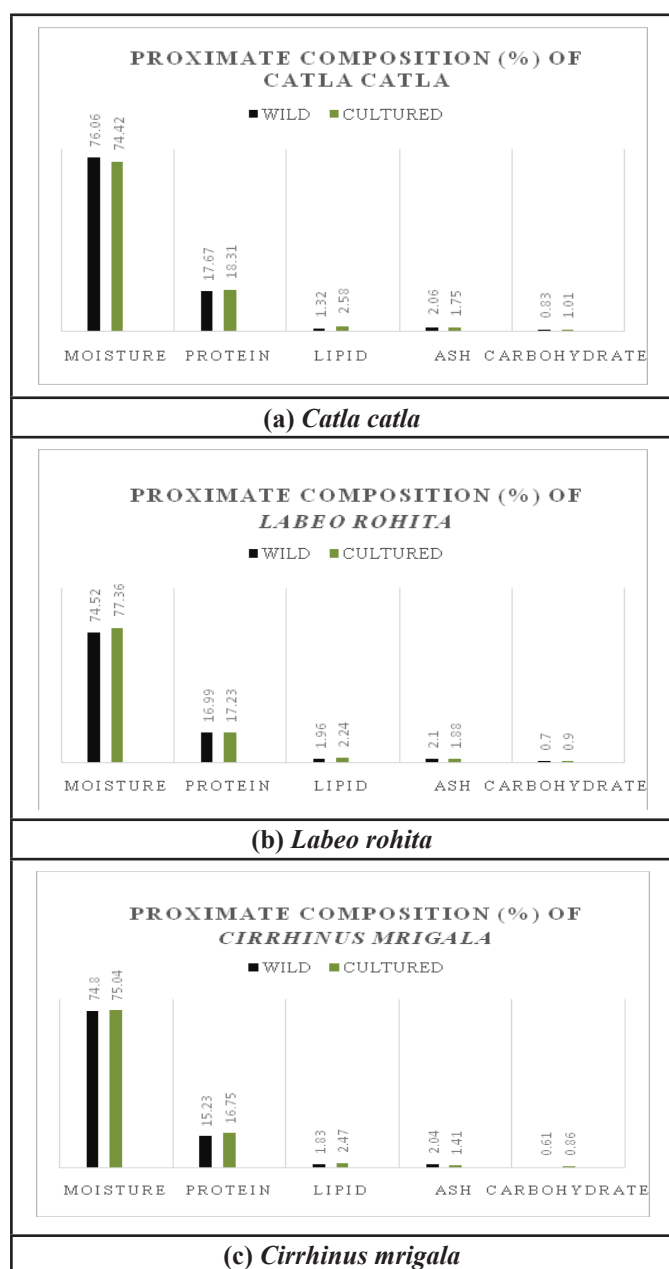 PROXIMATE COMPOSITION (%) OF
CATLA CATLA
WILD CULTURED
76.06 74.42 17.67 18.31 1.32 2.58 2.06 1.75 0.83 1.01
MOISTURE PROTEIN LIPID ASH CARBOHYDRATE
(a) Catla catla
PROXIMATE COMPOSITION (%) OF
LABEO ROHITA
WILD CULTURED
74.52 77.36 16.99 17.23 1.96 2.24 2.1 1.88 0.7 0.9
MOISTURE PROTEIN LIPID ASH CARBOHYDRATE
(b) Labeo rohita
PROXIMATE COMPOSITION (%) OF
CIRRHINUS MRIGALA
WILD CULTURED
74.8 75.04 15.23 16.75 1.83 2.47 2.04 1.41 0.61 0.86
MOISTURE PROTEIN LIPID ASH CARBOHYDRATE
(c) Cirrhinus mrigala